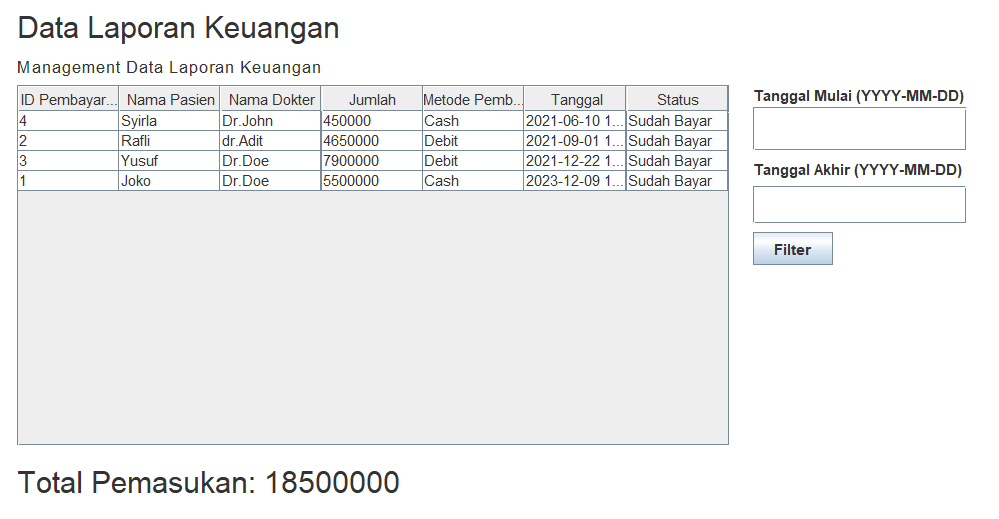 Data Laporan Keuangan
Management Data Laporan Keuangan
ID Pembayar... Nama Pasien Nama Dokter Jumlah Metode Pemb... Tanggal Status
4 Syirla Dr.John 450000 Cash 2021-06-10 1... Sudah Bayar
2 Rafli dr.Adit 4650000 Debit 2021-09-01 1... Sudah Bayar
3 Yusuf Dr.Doe 7900000 Debit 2021-12-22 1... Sudah Bayar
1 Joko Dr.Doe 5500000 Cash 2023-12-09 1... Sudah Bayar
Tanggal Mulai (YYYY-MM-DD)
Tanggal Akhir (YYYY-MM-DD)
Filter
Total Pemasukan: 18500000